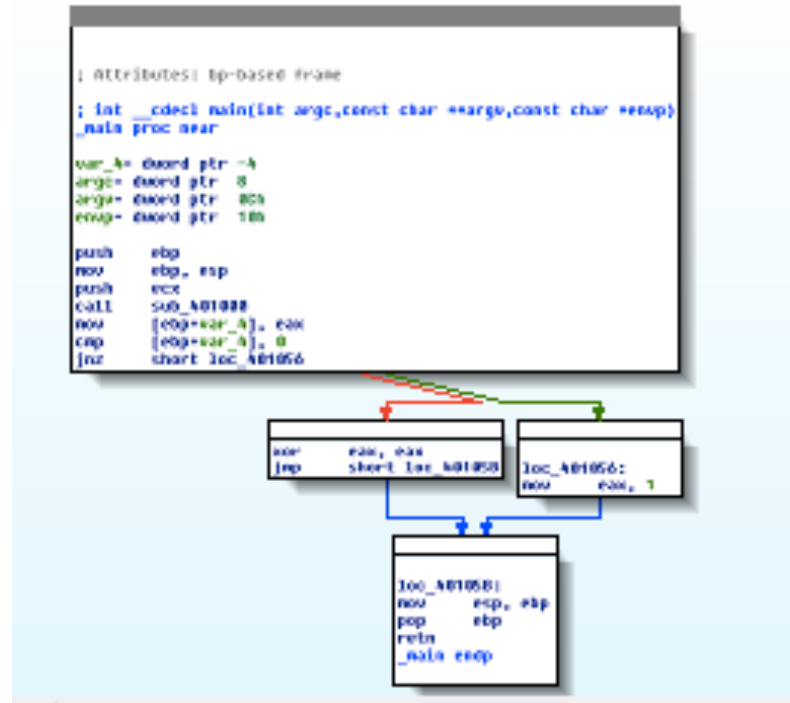 ; Attributes: bp-based frame
; int __cdecl main(int argc,const char **argv,const char *envp)
_main proc near
var_4= dword ptr -4
argc= dword ptr 8
argv= dword ptr 0Ch
envp= dword ptr 10h
push ebp
mov ebp, esp
push ecx
call sub_401000
mov [ebp+var_4], eax
cmp [ebp+var_4], 0
jnz short loc_401056
xor eax, eax
jmp short loc_401058
loc_401056:
mov eax, 1
loc_401058:
mov esp, ebp
pop ebp
retn
_main endp